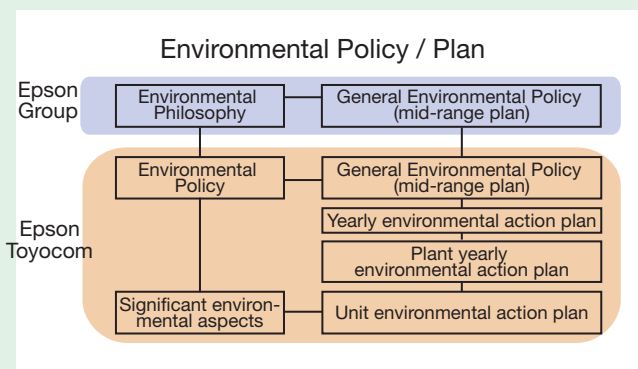 Environmental Policy / Plan
Epson
Group
Environmental
Philosophy
General Environmental Policy
(mid-range plan)
Epson
Toyocom
Environmental
Policy
General Environmental Policy
(mid-range plan)
Yearly environmental action plan
Plant yearly
environmental action plan
Significant environ-
mental aspects
Unit environmental action plan